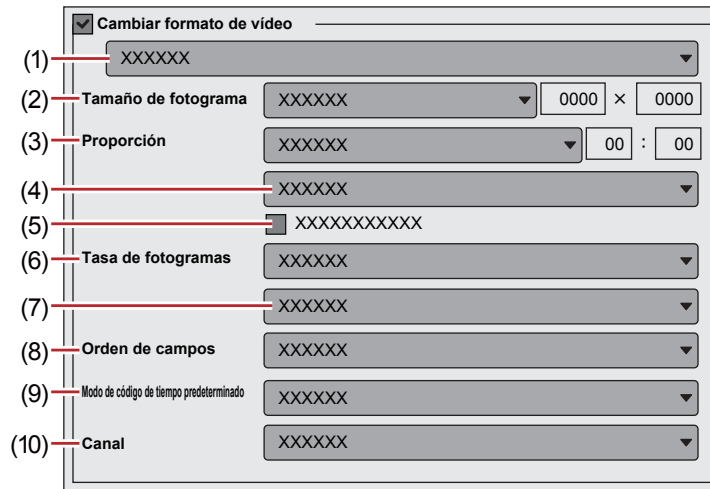 Cambiar formato de vídeo
(1) XXXXXX
(2) Tamaño de fotograma XXXXXX 0000 × 0000
(3) Proporción XXXXXX 00 : 00
(4) XXXXXX
(5) XXXXXXXXXXX
(6) Tasa de fotogramas XXXXXX
(7) XXXXXX
(8) Orden de campos XXXXXX
(9) Modo de código de tiempo predeterminado XXXXXX
(10) Canal XXXXXX